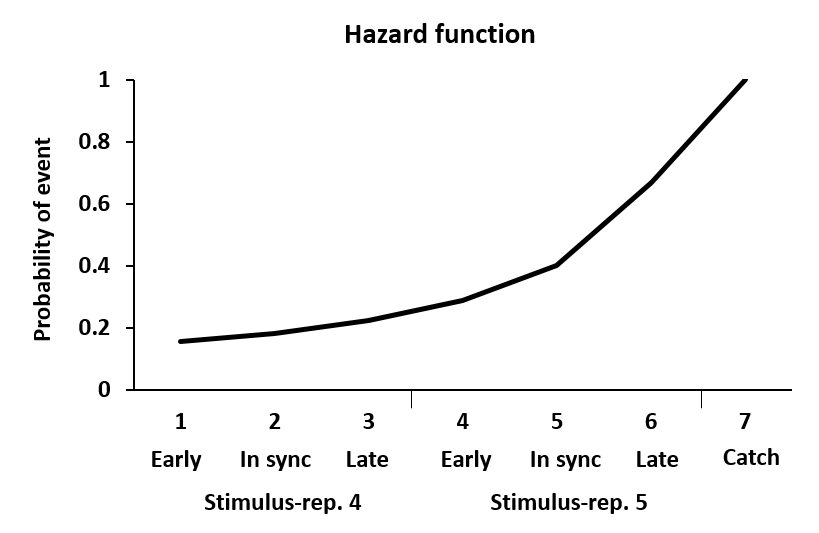 Hazard function
Probability of event
1
0.8
0.6
0.4
0.2
0
1 2 3 4 5 6 7
Early In sync Late Early In sync Late Catch
Stimulus-rep. 4 Stimulus-rep. 5